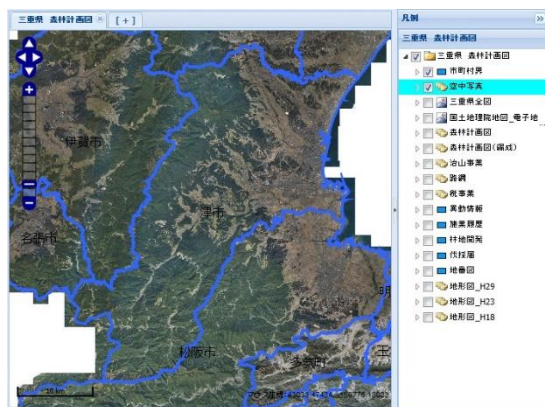 三重県 森林計画図
[ + ]
伊賀市
津市
名張市
松阪市
多気町
凡例
三重県 森林計画図
三重県 森林計画図
市町村界
空中写真
三重県全図
国土地理院地図_電子地
森林計画図
森林計画図(編成)
治山事業
路網
税事業
異動情報
施業履歴
林地開発
伐採届
地番図
地形図_H29
地形図_H23
地形図_H18